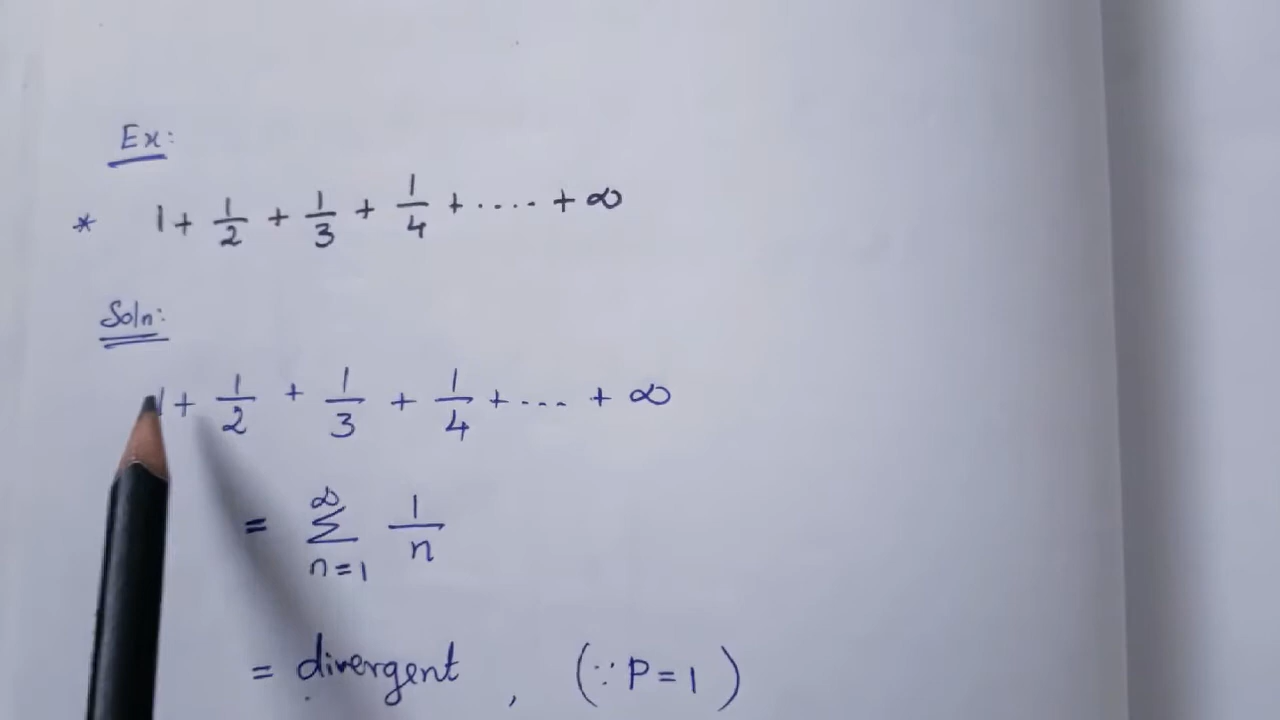 Ex:
* 1 + 1/2 + 1/3 + 1/4 + .... + ∞
Soln:
1 + 1/2 + 1/3 + 1/4 + .... + ∞
= ∞ Σ n=1 1/n
= divergent , (∵ P = 1)